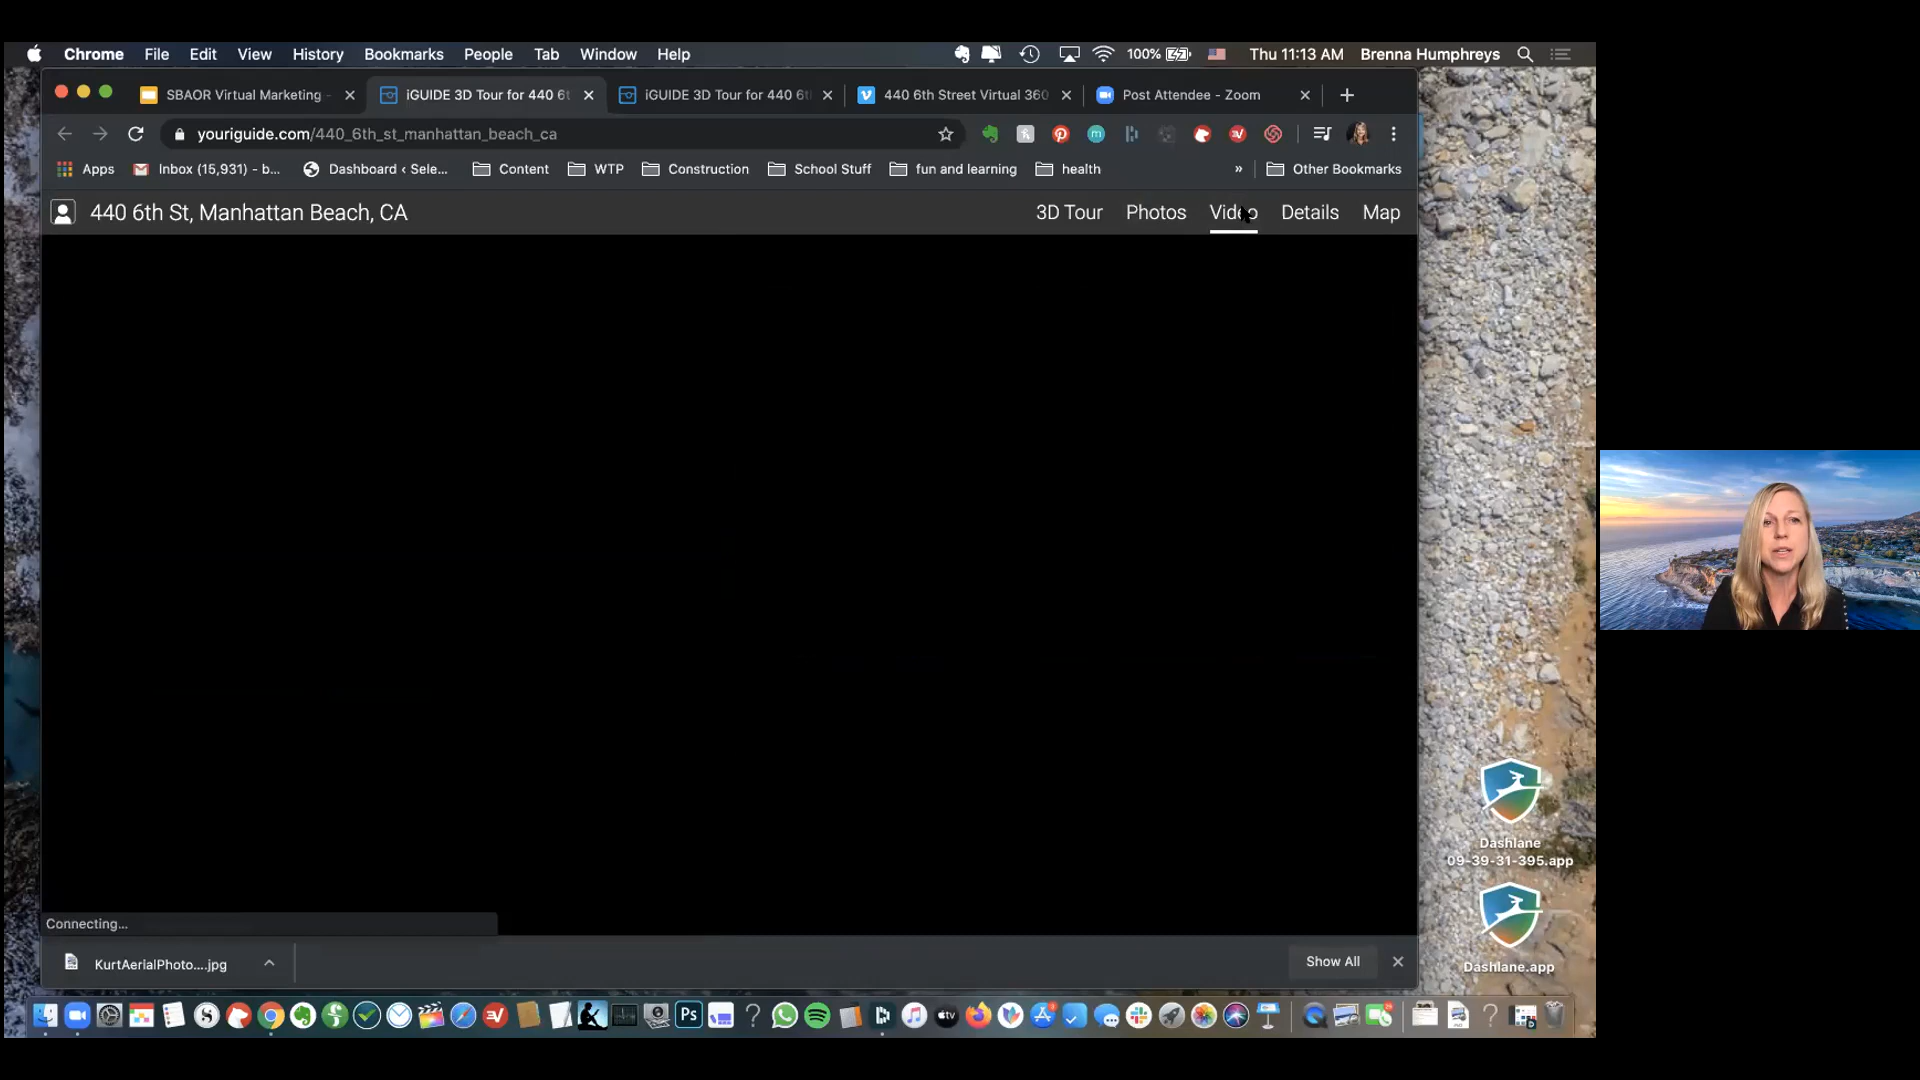 Chrome File Edit View History Bookmarks People Tab Window Help 100% Thu 11:13 AM Brenna Humphreys
SBAOR Virtual Marketing - iGUIDE 3D Tour for 440 6t iGUIDE 3D Tour for 440 6t 440 6th Street Virtual 360 Post Attendee - Zoom
youriguide.com/440_6th_st_manhattan_beach_ca
Apps Inbox (15,931) - b... Dashboard ‹ Sele... Content WTP Construction School Stuff fun and learning health » Other Bookmarks
440 6th St, Manhattan Beach, CA 3D Tour Photos Video Details Map
Dashlane
09-39-31-395.app
Connecting...
KurtAerialPhoto....jpg Show All
Dashlane.app
Ps
tv